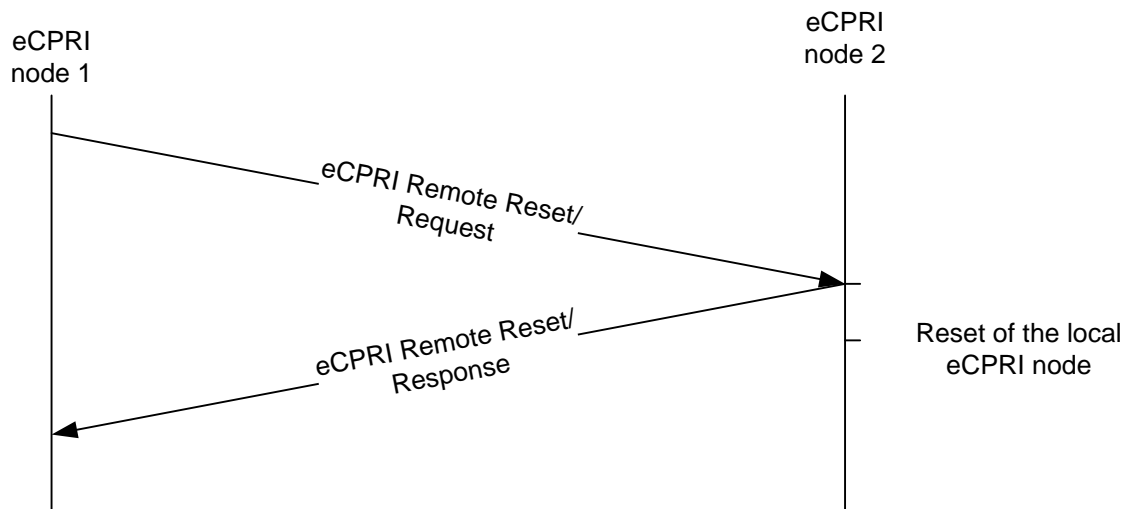 eCPRI
node 1
eCPRI
node 2
eCPRI Remote Reset/
Request
eCPRI Remote Reset/
Response
Reset of the local
eCPRI node